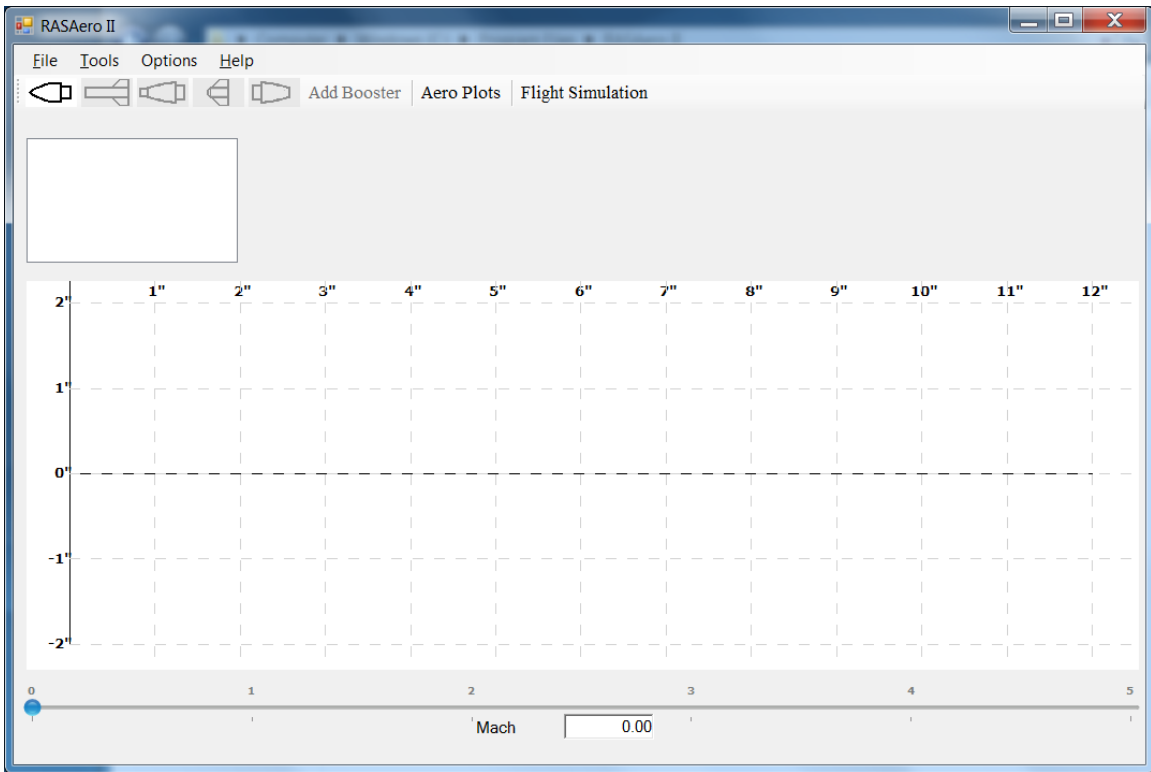 RASAero II
File Tools Options Help
Add Booster Aero Plots Flight Simulation
1" 2" 3" 4" 5" 6" 7" 8" 9" 10" 11" 12"
2"
1"
0"
-1"
-2"
0 1 2 3 4 5
Mach 0.00